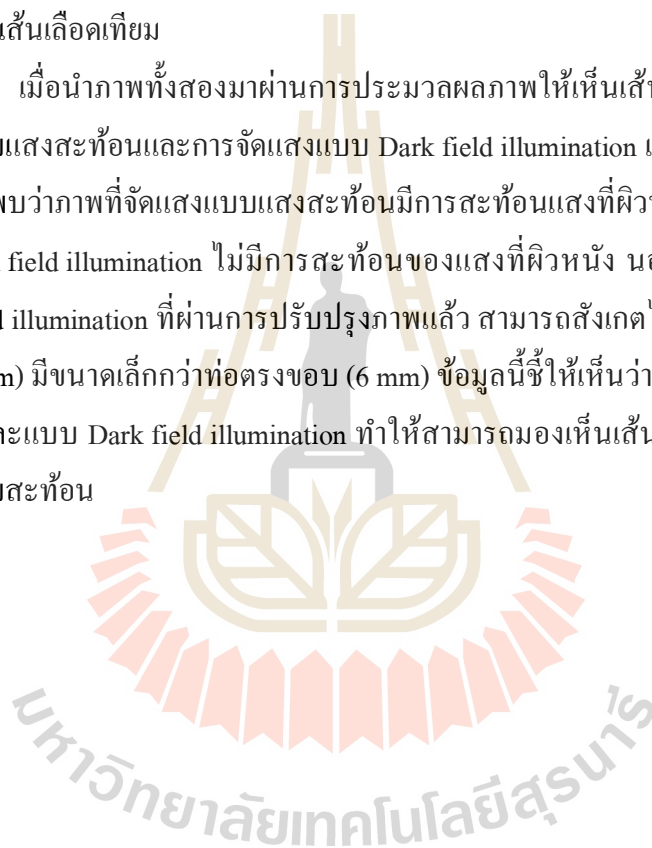 เส้นเลือดเทียม
เมื่อนำภาพทั้งสองมาผ่านการประมวลผลภาพให้เห็นเส้น
แสงสะท้อนและการจัดแสงแบบ Dark field illumination
พบว่าภาพที่จัดแสงแบบแสงสะท้อนมีการสะท้อนแสงที่ผิว
field illumination ไม่มีการสะท้อนของแสงที่ผิวหนัง
illumination ที่ผ่านการปรับปรุงภาพแล้ว สามารถสังเกต
m) มีขนาดเล็กกว่าท่อตรงขอบ (6 mm) ข้อมูลนี้ชี้ให้เห็นว่า
ะแบบ Dark field illumination ทำให้สามารถมองเห็นเส้น
สะท้อน
มหาวิทยาลัยเทคโนโลยีสุรนารี